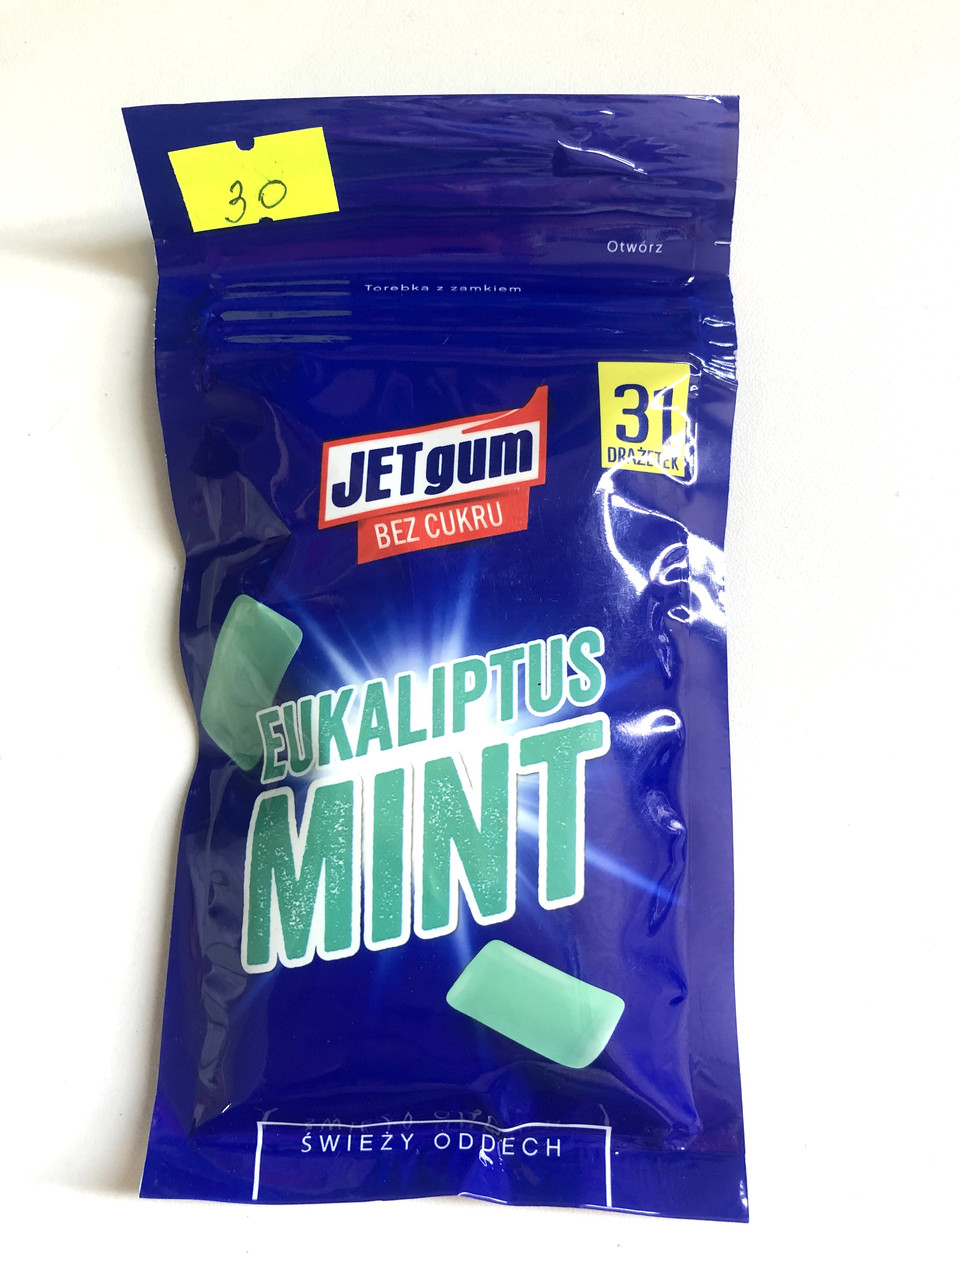 30
Otwórz
Torebka z zamkiem
31
DRAŻETEK
JETgum
BEZ CUKRU
EUKALIPTUS
MINT
ŚWIEŻY ODDECH